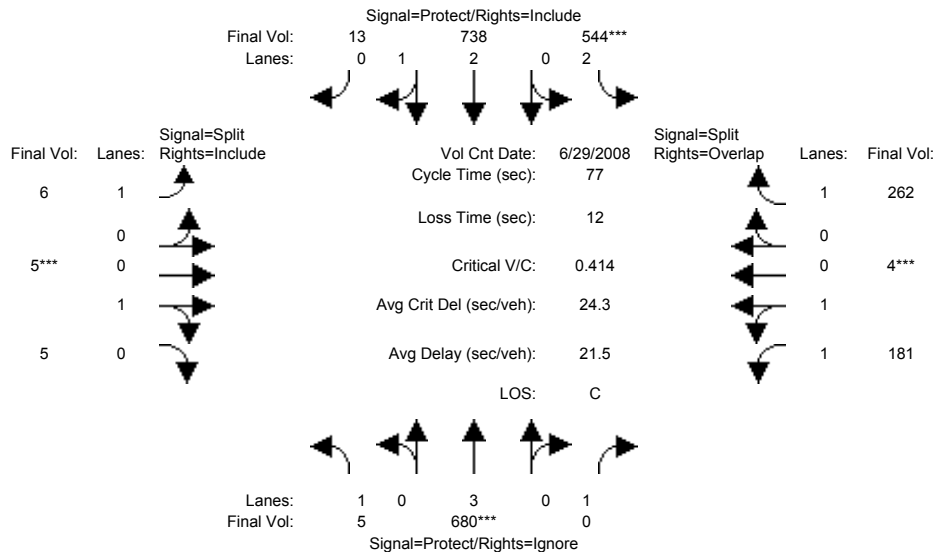 Signal=Protect/Rights=Include
Final Vol: 13 738 544***
Lanes: 0 1 2 0 2
Signal=Split
Rights=Include
Final Vol: Lanes:
Vol Cnt Date: 6/29/2008
Signal=Split
Rights=Overlap
Lanes: Final Vol:
Cycle Time (sec): 77
6 1
1 262
Loss Time (sec): 12
0
0
5*** 0
Critical V/C: 0.414
0 4***
1
Avg Crit Del (sec/veh): 24.3
1
5 0
Avg Delay (sec/veh): 21.5
1 181
LOS: C
Lanes: 1 0 3 0 1
Final Vol: 5 680*** 0
Signal=Protect/Rights=Ignore